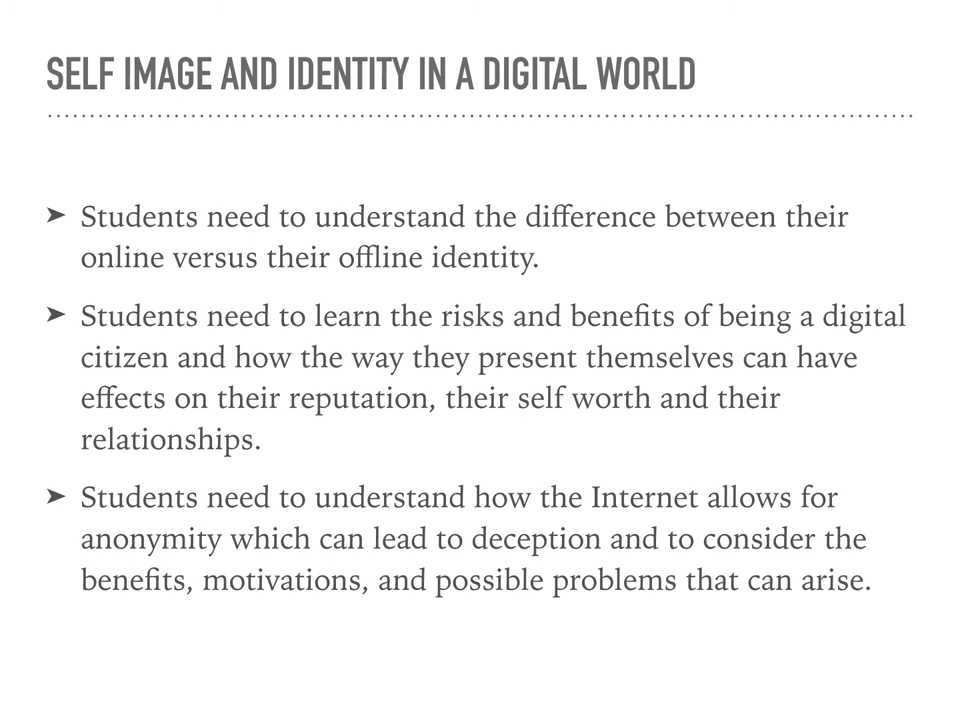 SELF IMAGE AND IDENTITY IN A DIGITAL WORLD
➤ Students need to understand the difference between their
online versus their offline identity.
➤ Students need to learn the risks and benefits of being a digital
citizen and how the way they present themselves can have
effects on their reputation, their self worth and their
relationships.
➤ Students need to understand how the Internet allows for
anonymity which can lead to deception and to consider the
benefits, motivations, and possible problems that can arise.